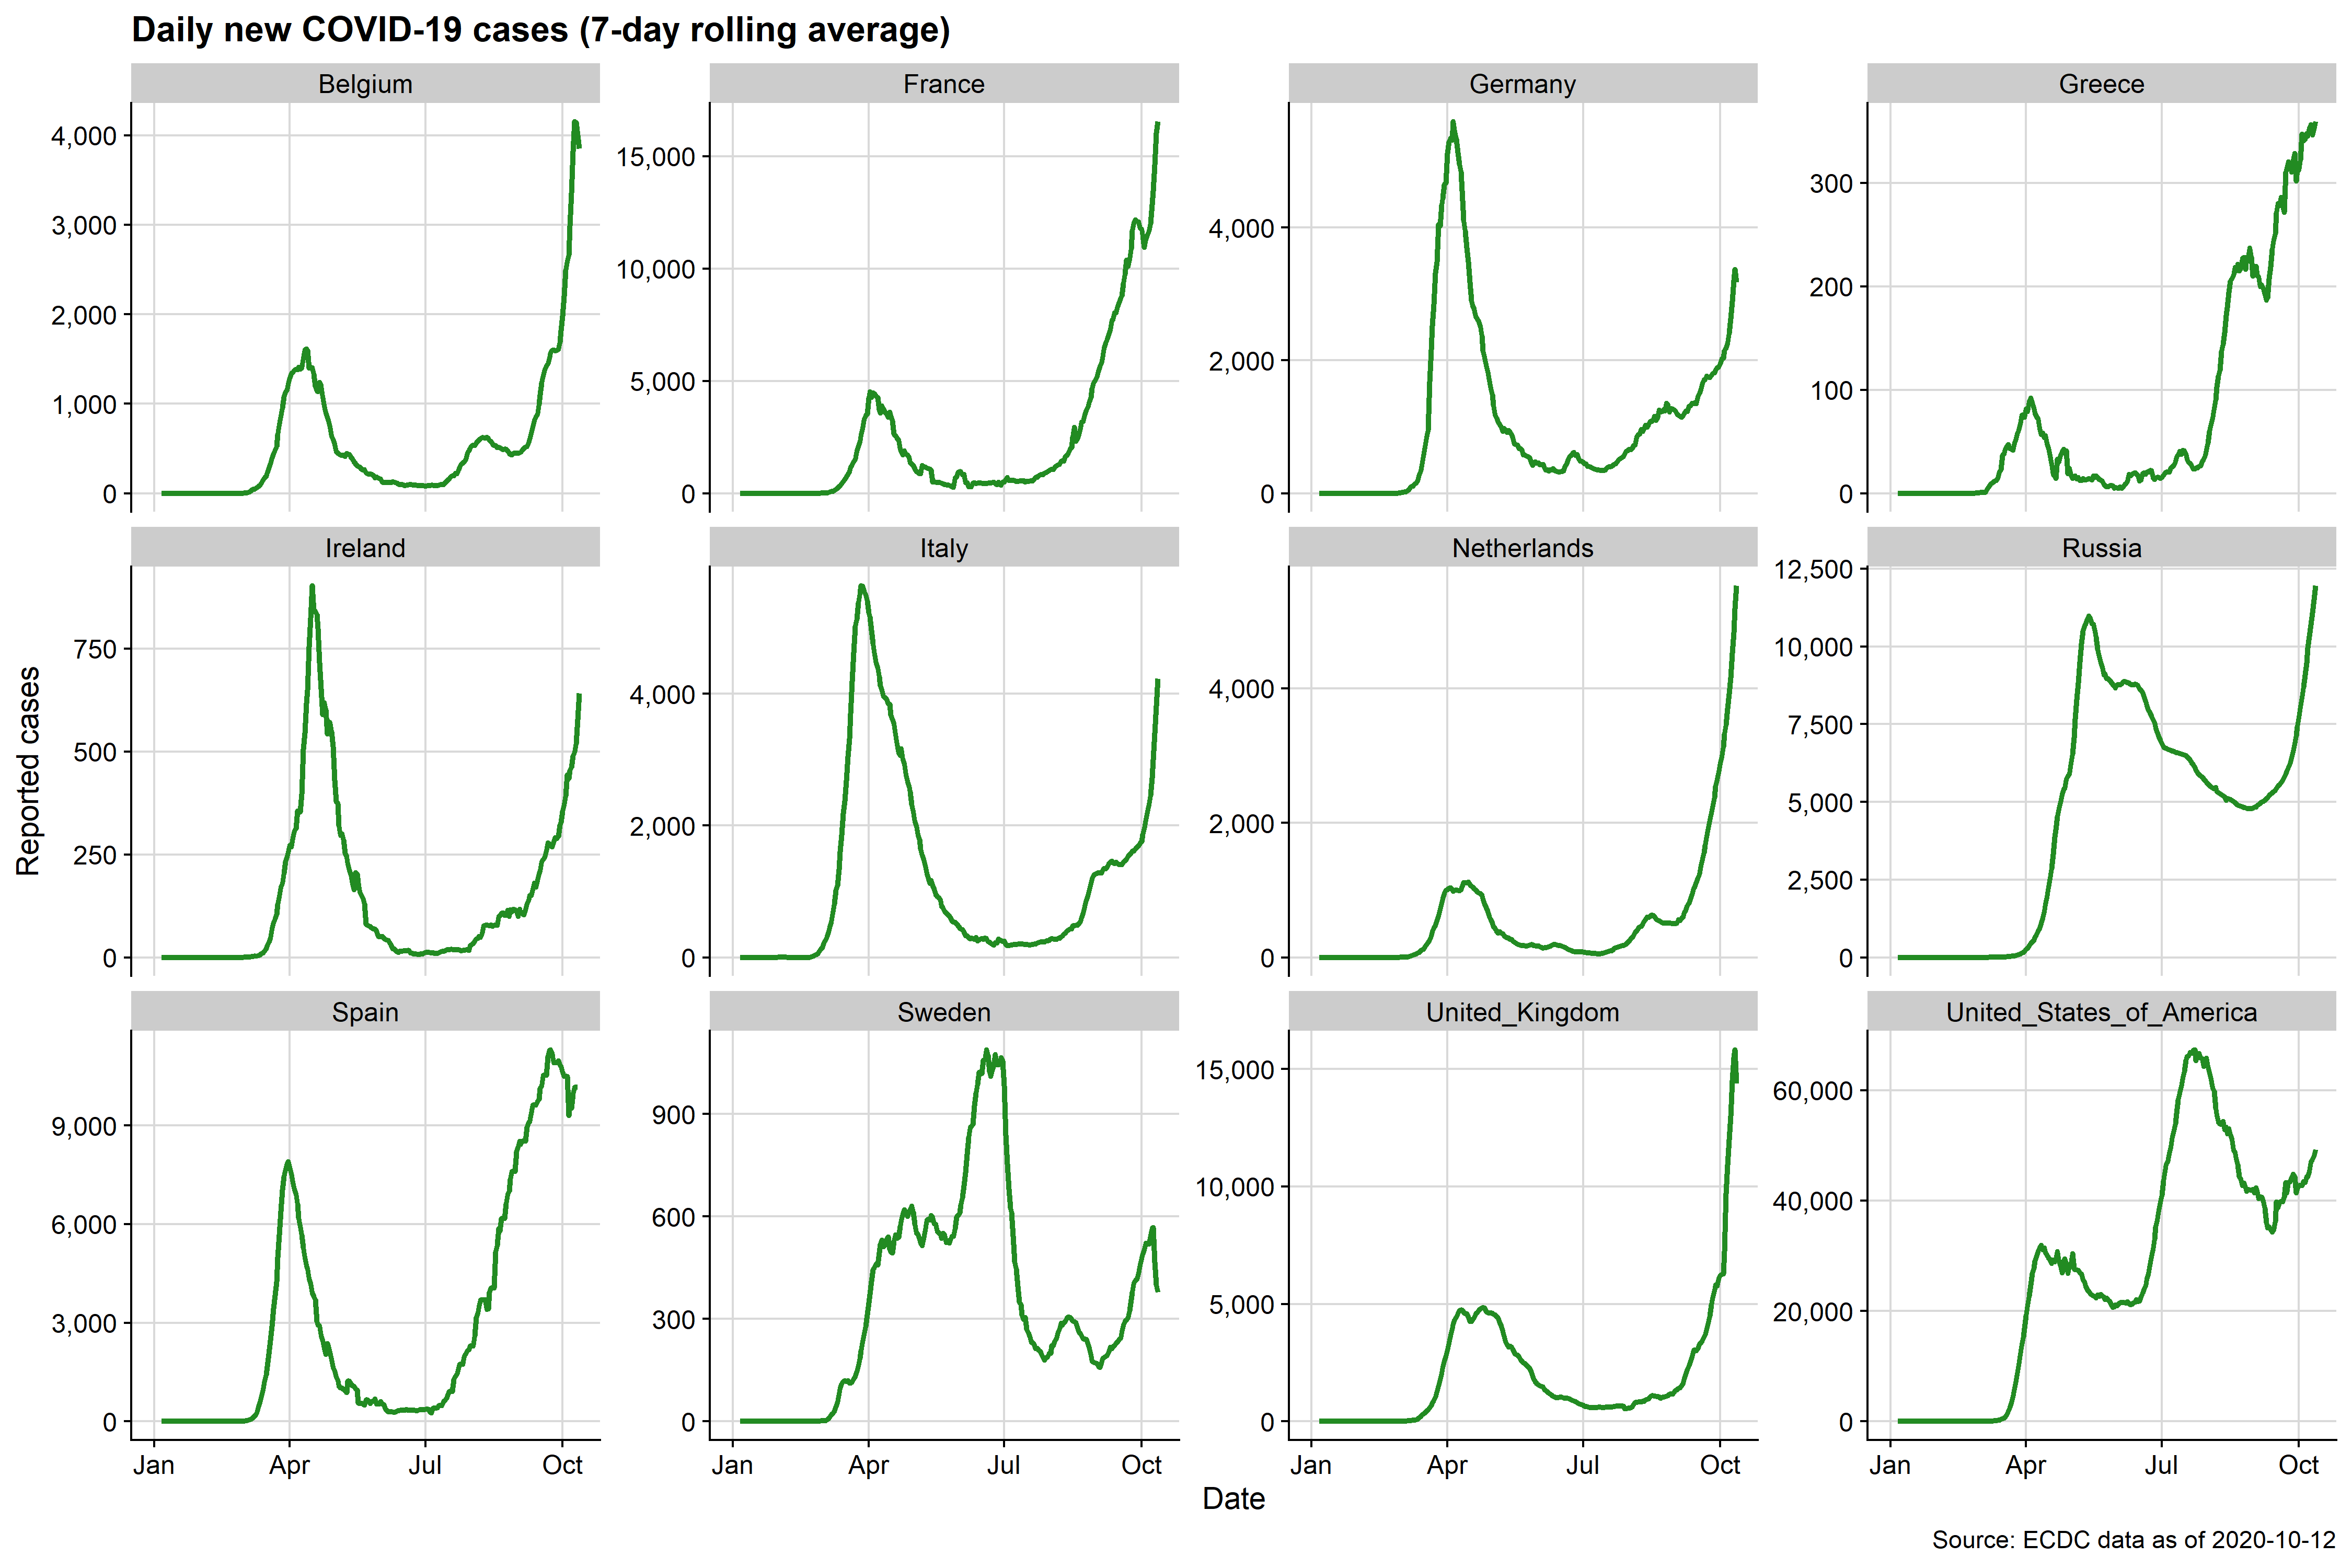 Daily new COVID-19 cases (7-day rolling average)
Belgium
France
Germany
Greece
4,000
3,000
2,000
1,000
0
15,000
10,000
5,000
0
4,000
2,000
0
300
200
100
0
Ireland
Italy
Netherlands
Russia
750
500
250
0
4,000
2,000
0
4,000
2,000
0
12,500
10,000
7,500
5,000
2,500
0
Reported cases
Spain
Sweden
United_Kingdom
United_States_of_America
9,000
6,000
3,000
0
900
600
300
0
15,000
10,000
5,000
0
60,000
40,000
20,000
0
Jan Apr Jul Oct
Jan Apr Jul Oct
Jan Apr Jul Oct
Jan Apr Jul Oct
Date
Source: ECDC data as of 2020-10-12